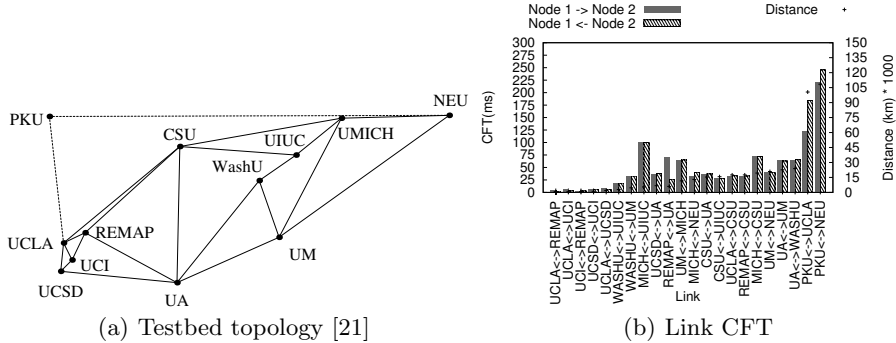 PKU
CSU
UIUC
WashU
UMICH
NEU
UCLA
REMAP
UCI
UCSD
UA
UM
(a) Testbed topology [21]
Node 1 -> Node 2
Node 1 <- Node 2
Distance
CFT(ms)
300
275
250
225
200
175
150
125
100
75
50
25
0
150
135
120
105
90
75
60
45
30
15
0
Distance (km) * 1000
UCLA<->REMAP
UCLA<->UCI
UCI<->REMAP
UCSD<->UCI
UCLA<->UCSD
WASHU<->UIUC
WASHU<->UM
MICH<->UIUC
UCSD<->UA
REMAP<->UA
UM<->MICH
MICH<->NEU
CSU<->UA
CSU<->UIUC
UCLA<->CSU
REMAP<->CSU
MICH<->CSU
UM<->NEU
UA<->UM
UA<->WASHU
PKU<->UCLA
PKU<->NEU
Link
(b) Link CFT